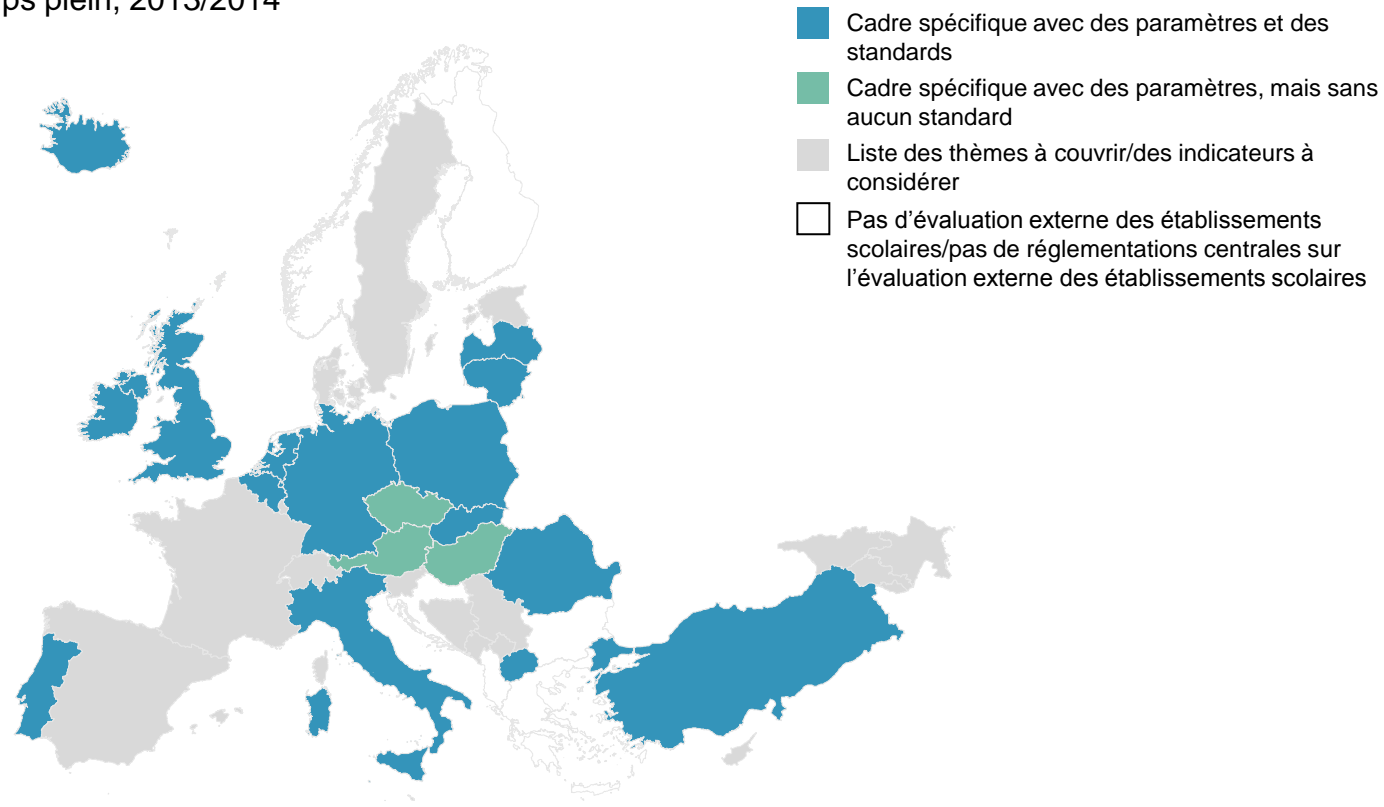 ps plein, 2013/2014
Cadre spécifique avec des paramètres et des
standards
Cadre spécifique avec des paramètres, mais sans
aucun standard
Liste des thèmes à couvrir/des indicateurs à
considérer
Pas d’évaluation externe des établissements
scolaires/pas de réglementations centrales sur
l’évaluation externe des établissements scolaires